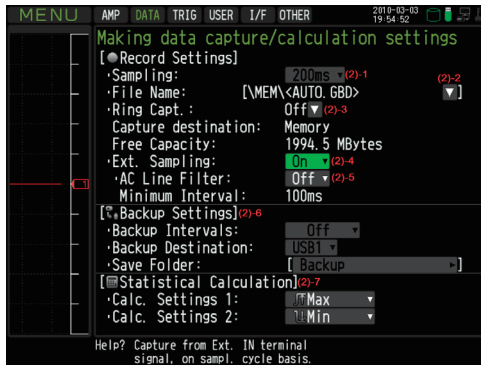 MENU AMP DATA TRIG USER I/F OTHER 2010-03-03 19:54:52
Making data capture/calculation settings
[●Record Settings]
·Sampling: 200ms ▼(2)-1
(2)-2
·File Name: [\MEM\<AUTO.GBD> ▼]
·Ring Capt.: Off▼(2)-3
Capture destination: Memory
Free Capacity: 1994.5 MBytes
·Ext. Sampling: On ▼(2)-4
·AC Line Filter: Off ▼(2)-5
1
Minimum Interval: 100ms
[Backup Settings](2)-6
·Backup Intervals: Off ▼
·Backup Destination: USB1 ▼
·Save Folder: [ Backup ]
[Statistical Calculation](2)-7
·Calc. Settings 1: Max ▼
·Calc. Settings 2: Min ▼
Help? Capture from Ext. IN terminal
signal, on sampl. cycle basis.